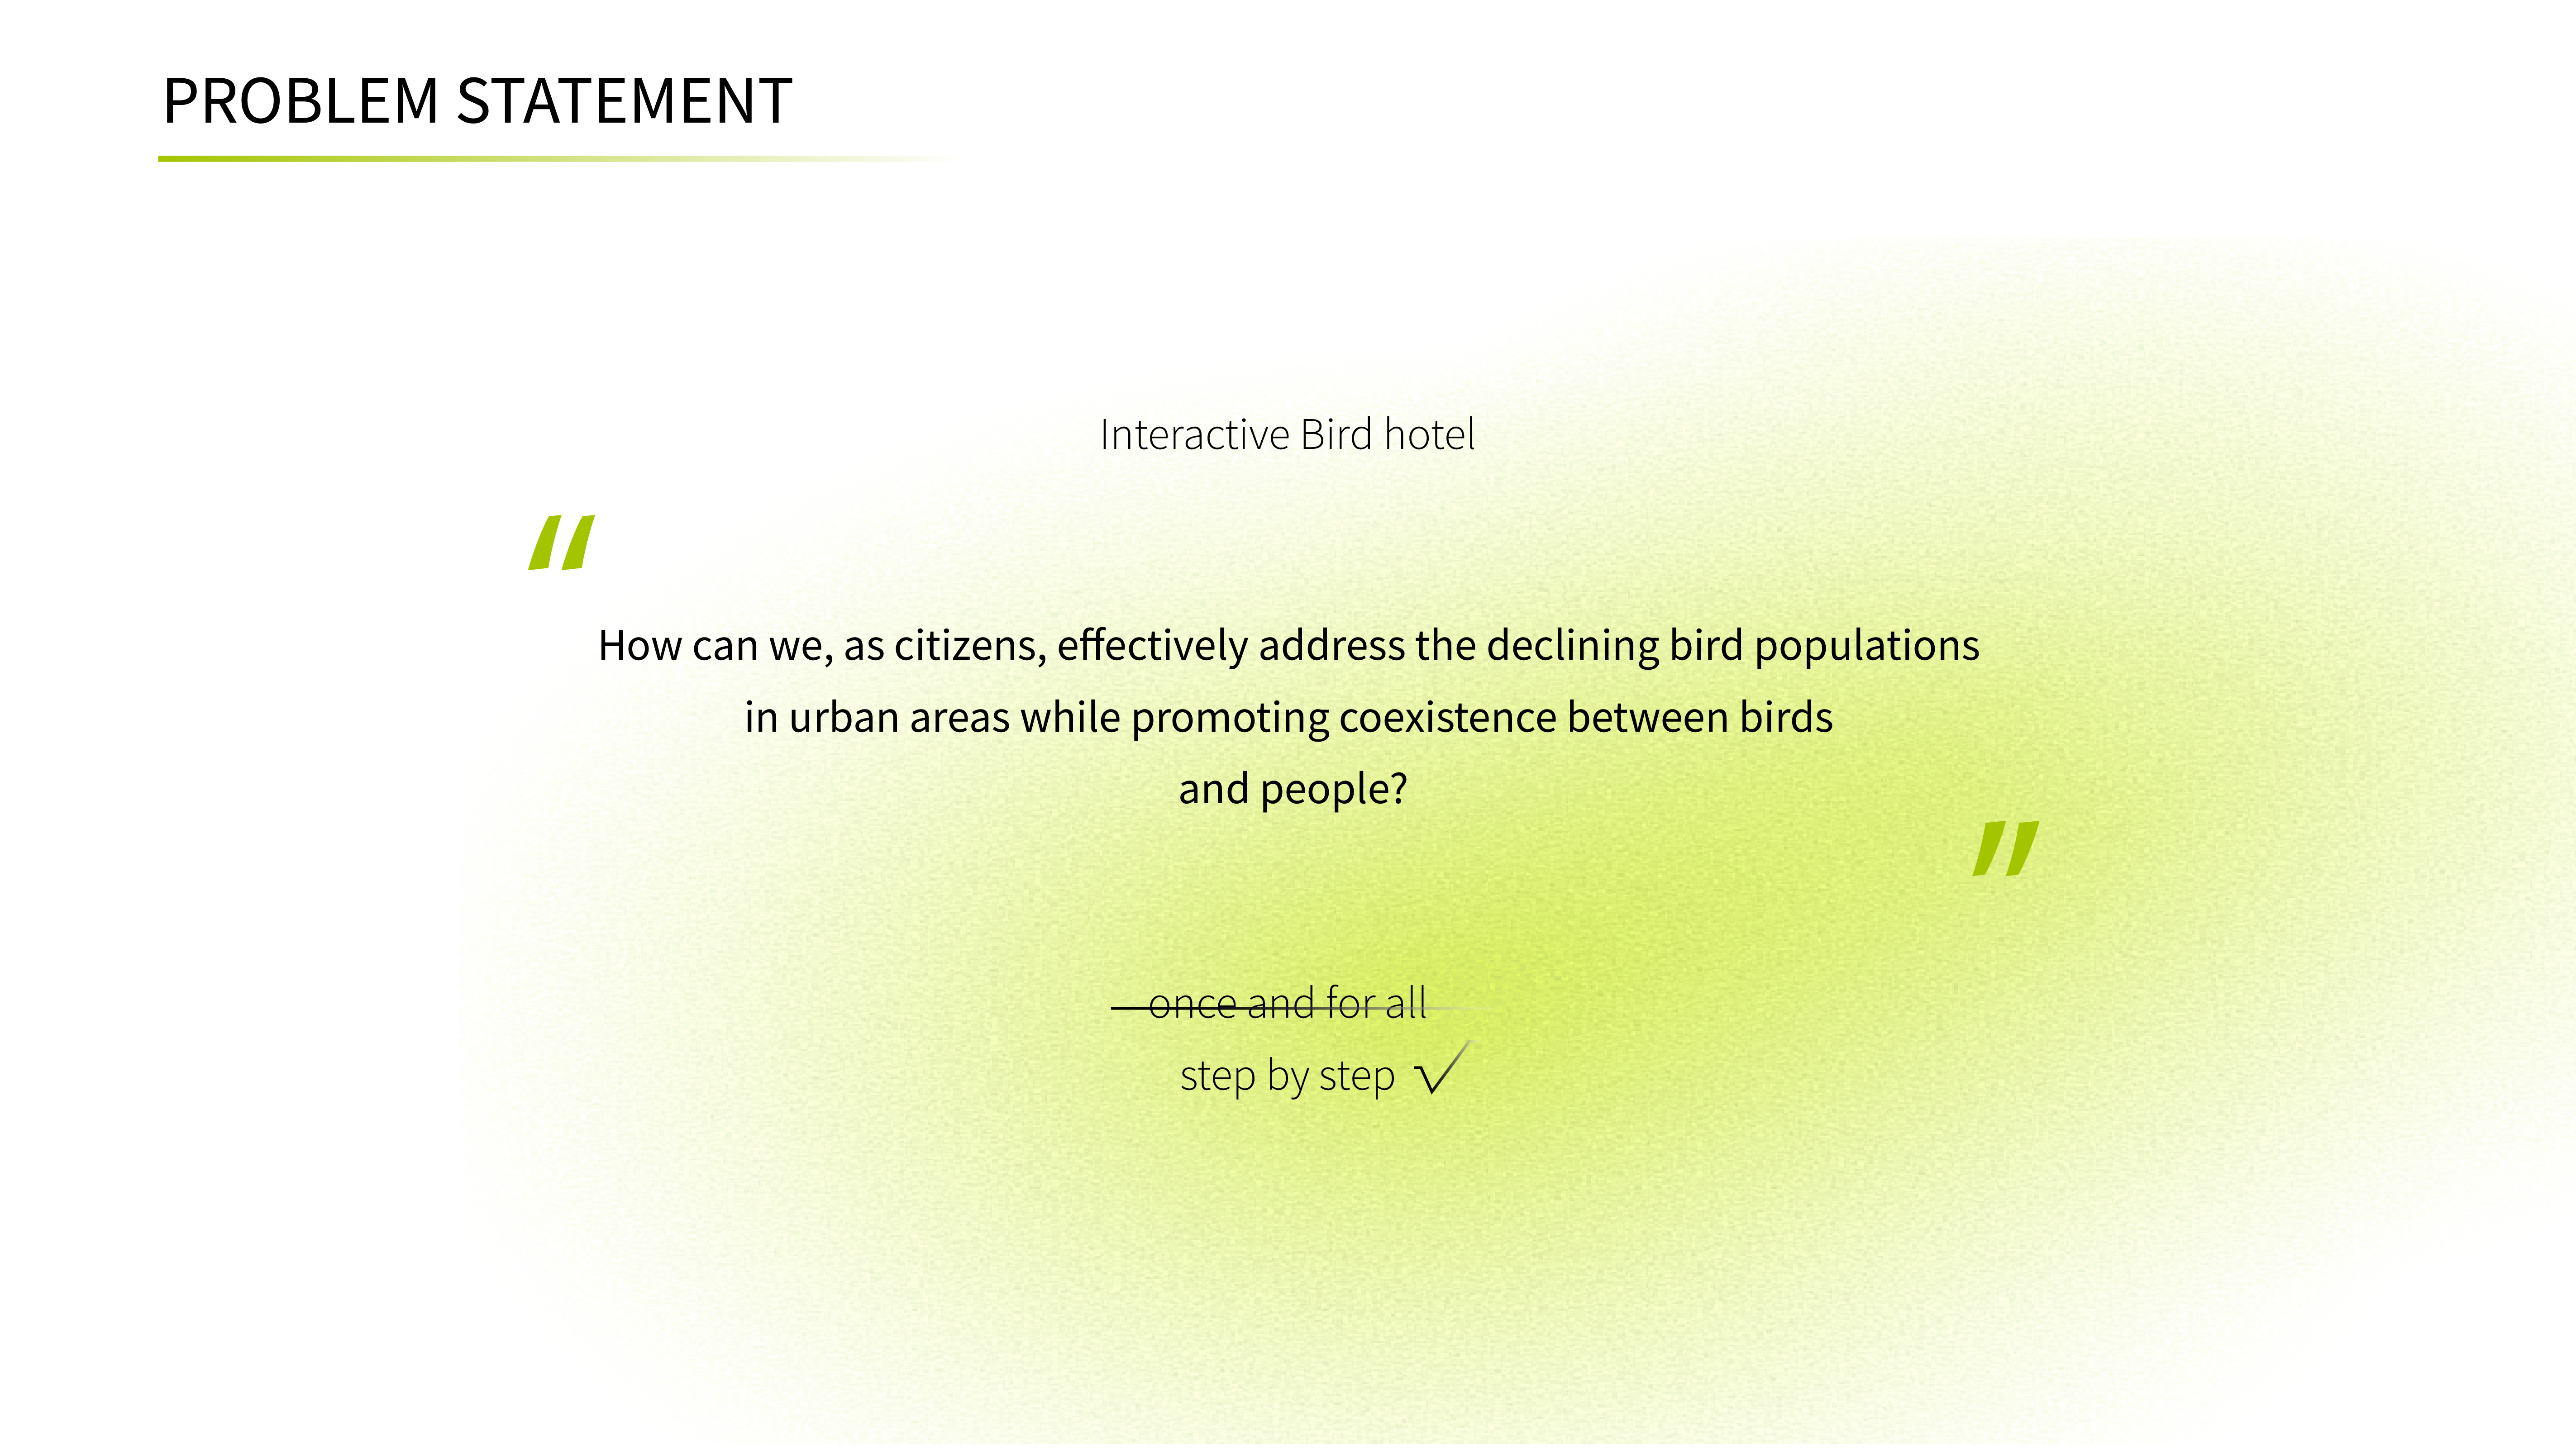 PROBLEM STATEMENT
Interactive Bird hotel
“
How can we, as citizens, effectively address the declining bird populations
in urban areas while promoting coexistence between birds
and people?
”
once and for all
step by step √